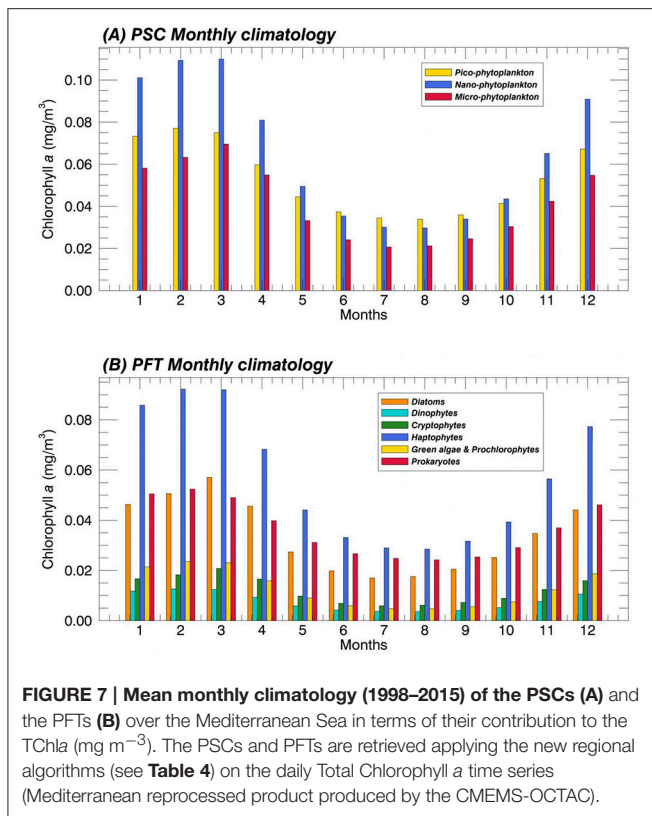 (A) PSC Monthly climatology
Pico-phytoplankton
Nano-phytoplankton
Micro-phytoplankton
Chlorophyll a (mg/m³)
0.10
0.08
0.06
0.04
0.02
0.00
1 2 3 4 5 6 7 8 9 10 11 12
Months
(B) PFT Monthly climatology
Diatoms
Dinophytes
Cryptophytes
Haptophytes
Green algae & Prochlorophytes
Prokaryotes
Chlorophyll a (mg/m³)
0.08
0.06
0.04
0.02
0.00
1 2 3 4 5 6 7 8 9 10 11 12
Months
FIGURE 7 | Mean monthly climatology (1998–2015) of the PSCs (A) and
the PFTs (B) over the Mediterranean Sea in terms of their contribution to the
TChla (mg m⁻³). The PSCs and PFTs are retrieved applying the new regional
algorithms (see Table 4) on the daily Total Chlorophyll a time series
(Mediterranean reprocessed product produced by the CMEMS-OCTAC).